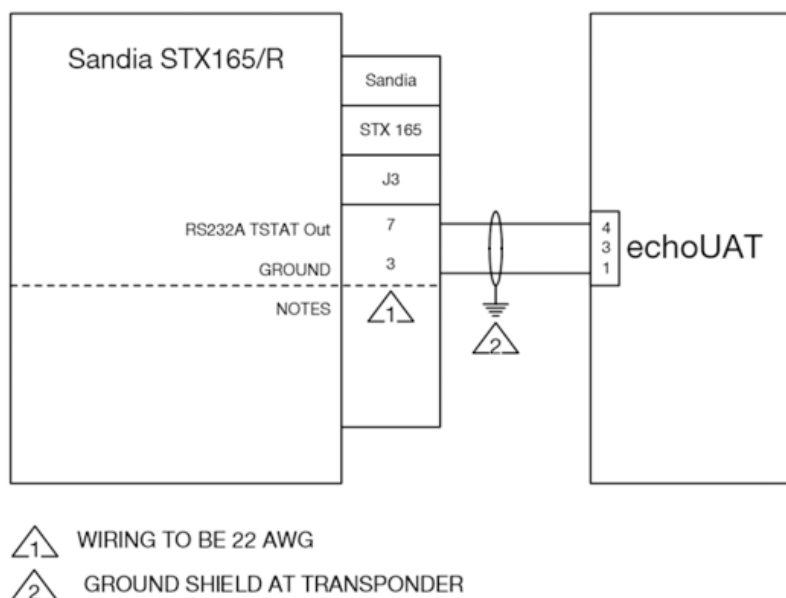 Sandia STX165/R
Sandia
STX 165
J3
RS232A TSTAT Out
7
GROUND
3
NOTES
1
2
4
3
1
echoUAT
1 WIRING TO BE 22 AWG
2 GROUND SHIELD AT TRANSPONDER